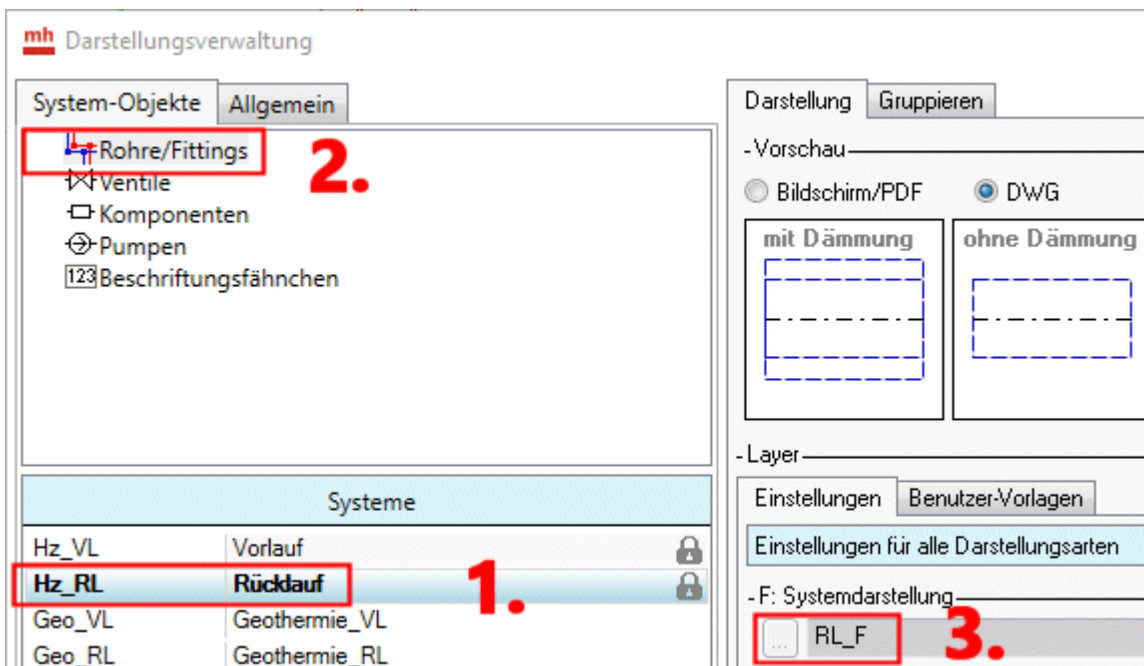 mh Darstellungsverwaltung
System-Objekte Allgemein
Rohre/Fittings
2.
Ventile
Komponenten
Pumpen
123 Beschriftungsfähnchen
Systeme
Hz_VL Vorlauf
Hz_RL Rücklauf
1.
Geo_VL Geothermie_VL
Geo_RL Geothermie_RL
Darstellung Gruppieren
Vorschau
Bildschirm/PDF DWG
mit Dämmung ohne Dämmung
Layer
Einstellungen Benutzer-Vorlagen
Einstellungen für alle Darstellungsarten
F: Systemdarstellung
... RL_F
3.